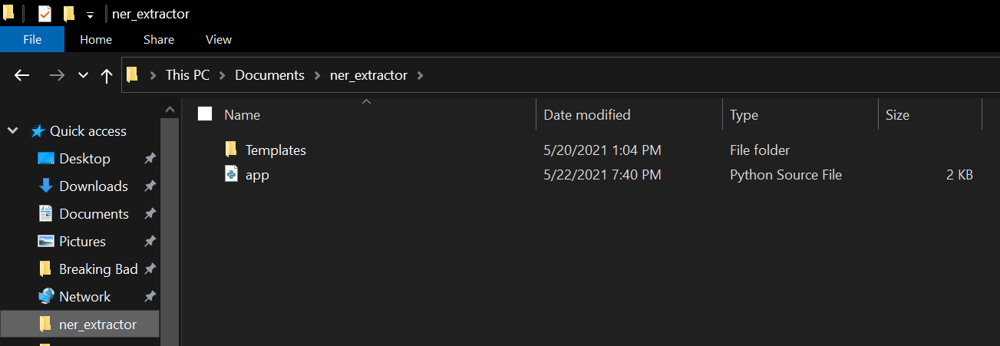 ner_extractor
File Home Share View
This PC Documents ner_extractor
Name Date modified Type Size
Quick access
Templates 5/20/2021 1:04 PM File folder
Desktop
app 5/22/2021 7:40 PM Python Source File 2 KB
Downloads
Documents
Pictures
Breaking Bad
Network
ner_extractor